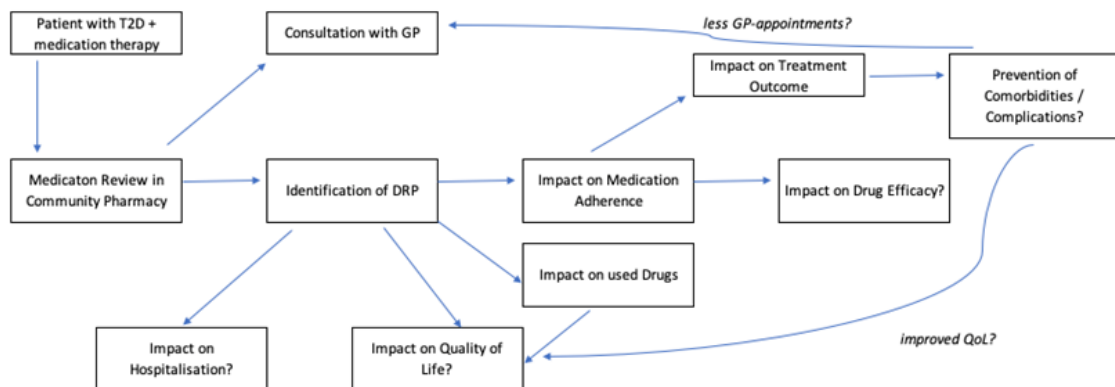 Patient with T2D +
medication therapy
Consultation with GP
less GP-appointments?
Impact on Treatment
Outcome
Prevention of
Comorbidities /
Complications?
Medicaton Review in
Community Pharmacy
Identification of DRP
Impact on Medication
Adherence
Impact on Drug Efficacy?
Impact on used Drugs
Impact on
Hospitalisation?
Impact on Quality of
Life?
improved QoL?